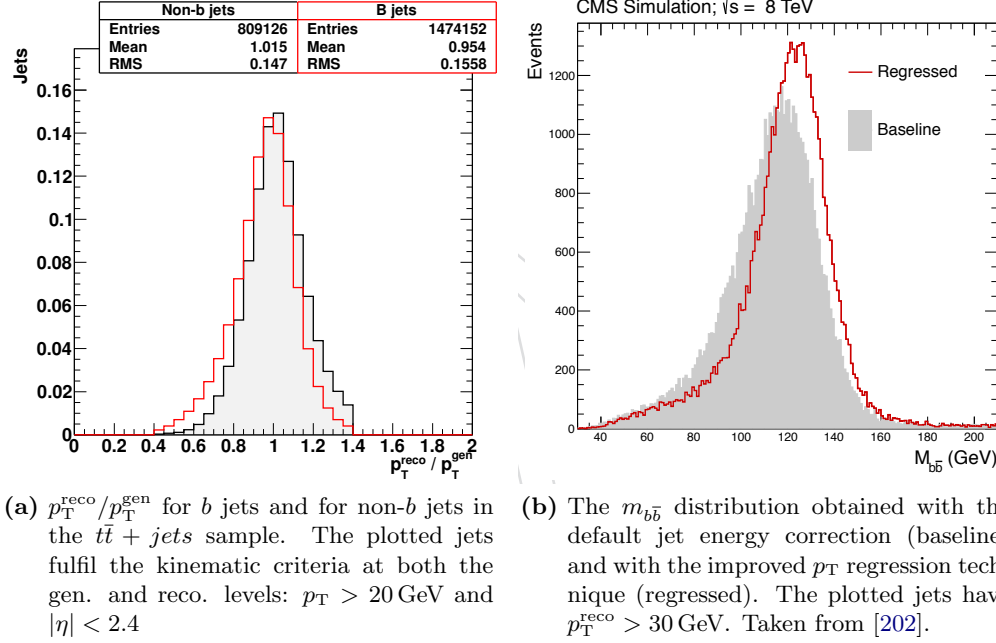 Non-b jets B jets
Entries 809126 Entries 1474152
Mean 1.015 Mean 0.954
RMS 0.147 RMS 0.1558
Jets
0.16
0.14
0.12
0.1
0.08
0.06
0.04
0.02
0
0 0.2 0.4 0.6 0.8 1 1.2 1.4 1.6 1.8 2
p_T^reco / p_T^gen
CMS Simulation; √s = 8 TeV
Events
1200
1000
800
600
400
200
0
Regressed
Baseline
40 60 80 100 120 140 160 180 200
M_bb̄ (GeV)
(a) p_T^reco/p_T^gen for b jets and for non-b jets in
the tt̄ + jets sample. The plotted jets
fulfil the kinematic criteria at both the
gen. and reco. levels: p_T > 20 GeV and
|η| < 2.4
(b) The m_bb̄ distribution obtained with th
default jet energy correction (baseline
and with the improved p_T regression tech
nique (regressed). The plotted jets hav
p_T^reco > 30 GeV. Taken from [202].